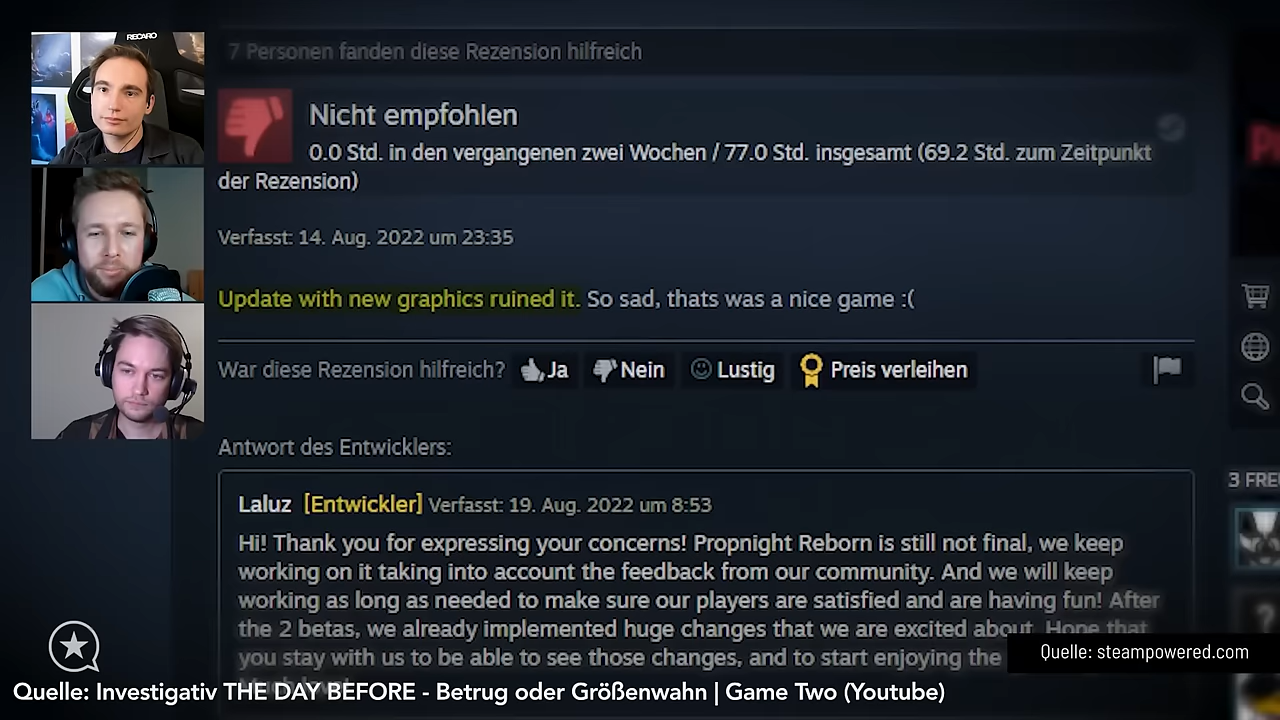 RECARO
7 Personen fanden diese Rezension hilfreich
Nicht empfohlen
0.0 Std. in den vergangenen zwei Wochen / 77.0 Std. insgesamt (69.2 Std. zum Zeitpunkt
der Rezension)
Verfasst: 14. Aug. 2022 um 23:35
Update with new graphics ruined it. So sad, thats was a nice game :(
War diese Rezension hilfreich? Ja Nein Lustig Preis verleihen
Antwort des Entwicklers:
3 FRE
Laluz [Entwickler] Verfasst: 19. Aug. 2022 um 8:53
Hi! Thank you for expressing your concerns! Propnight Reborn is still not final, we keep
working on it taking into account the feedback from our community. And we will keep
working as long as needed to make sure our players are satisfied and are having fun! After
the 2 betas, we already implemented huge changes that we are excited about. Hope that
you stay with us to be able to see those changes, and to start enjoying the
?
Quelle: steampowered.com
Quelle: Investigativ THE DAY BEFORE - Betrug oder Größenwahn | Game Two (Youtube)